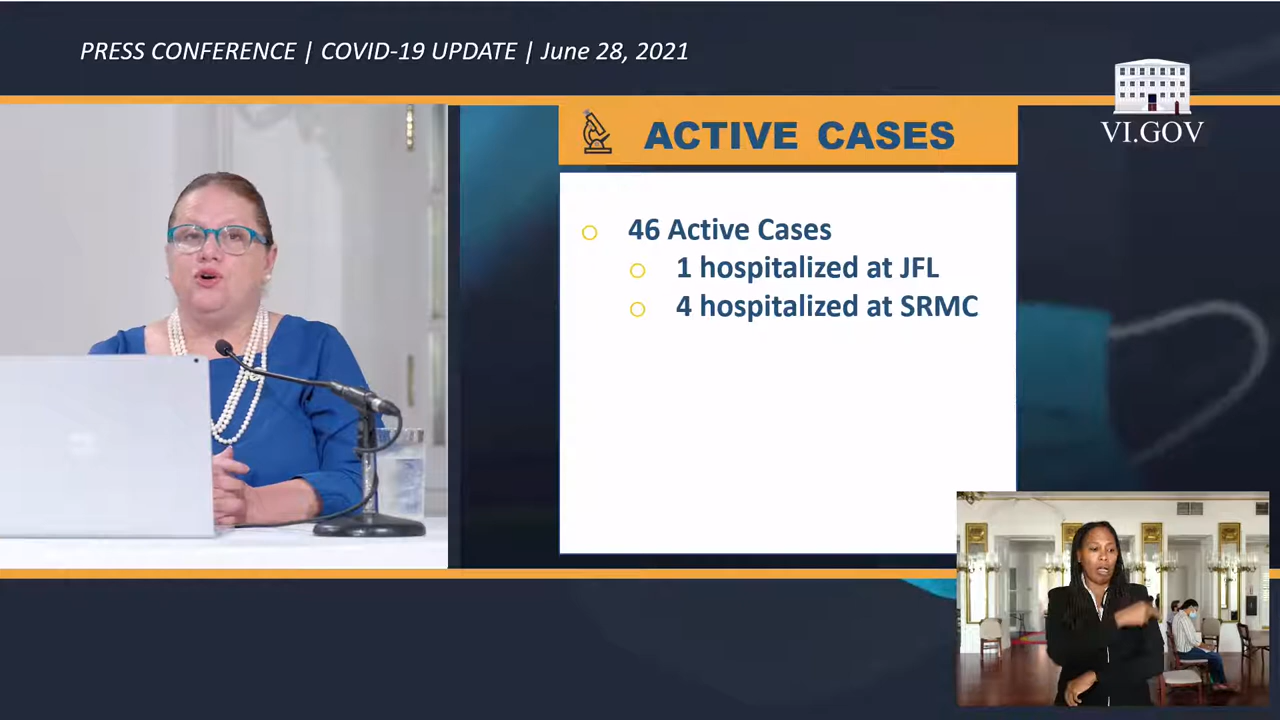 PRESS CONFERENCE | COVID-19 UPDATE | June 28, 2021
VI.GOV
ACTIVE CASES
46 Active Cases
1 hospitalized at JFL
4 hospitalized at SRMC